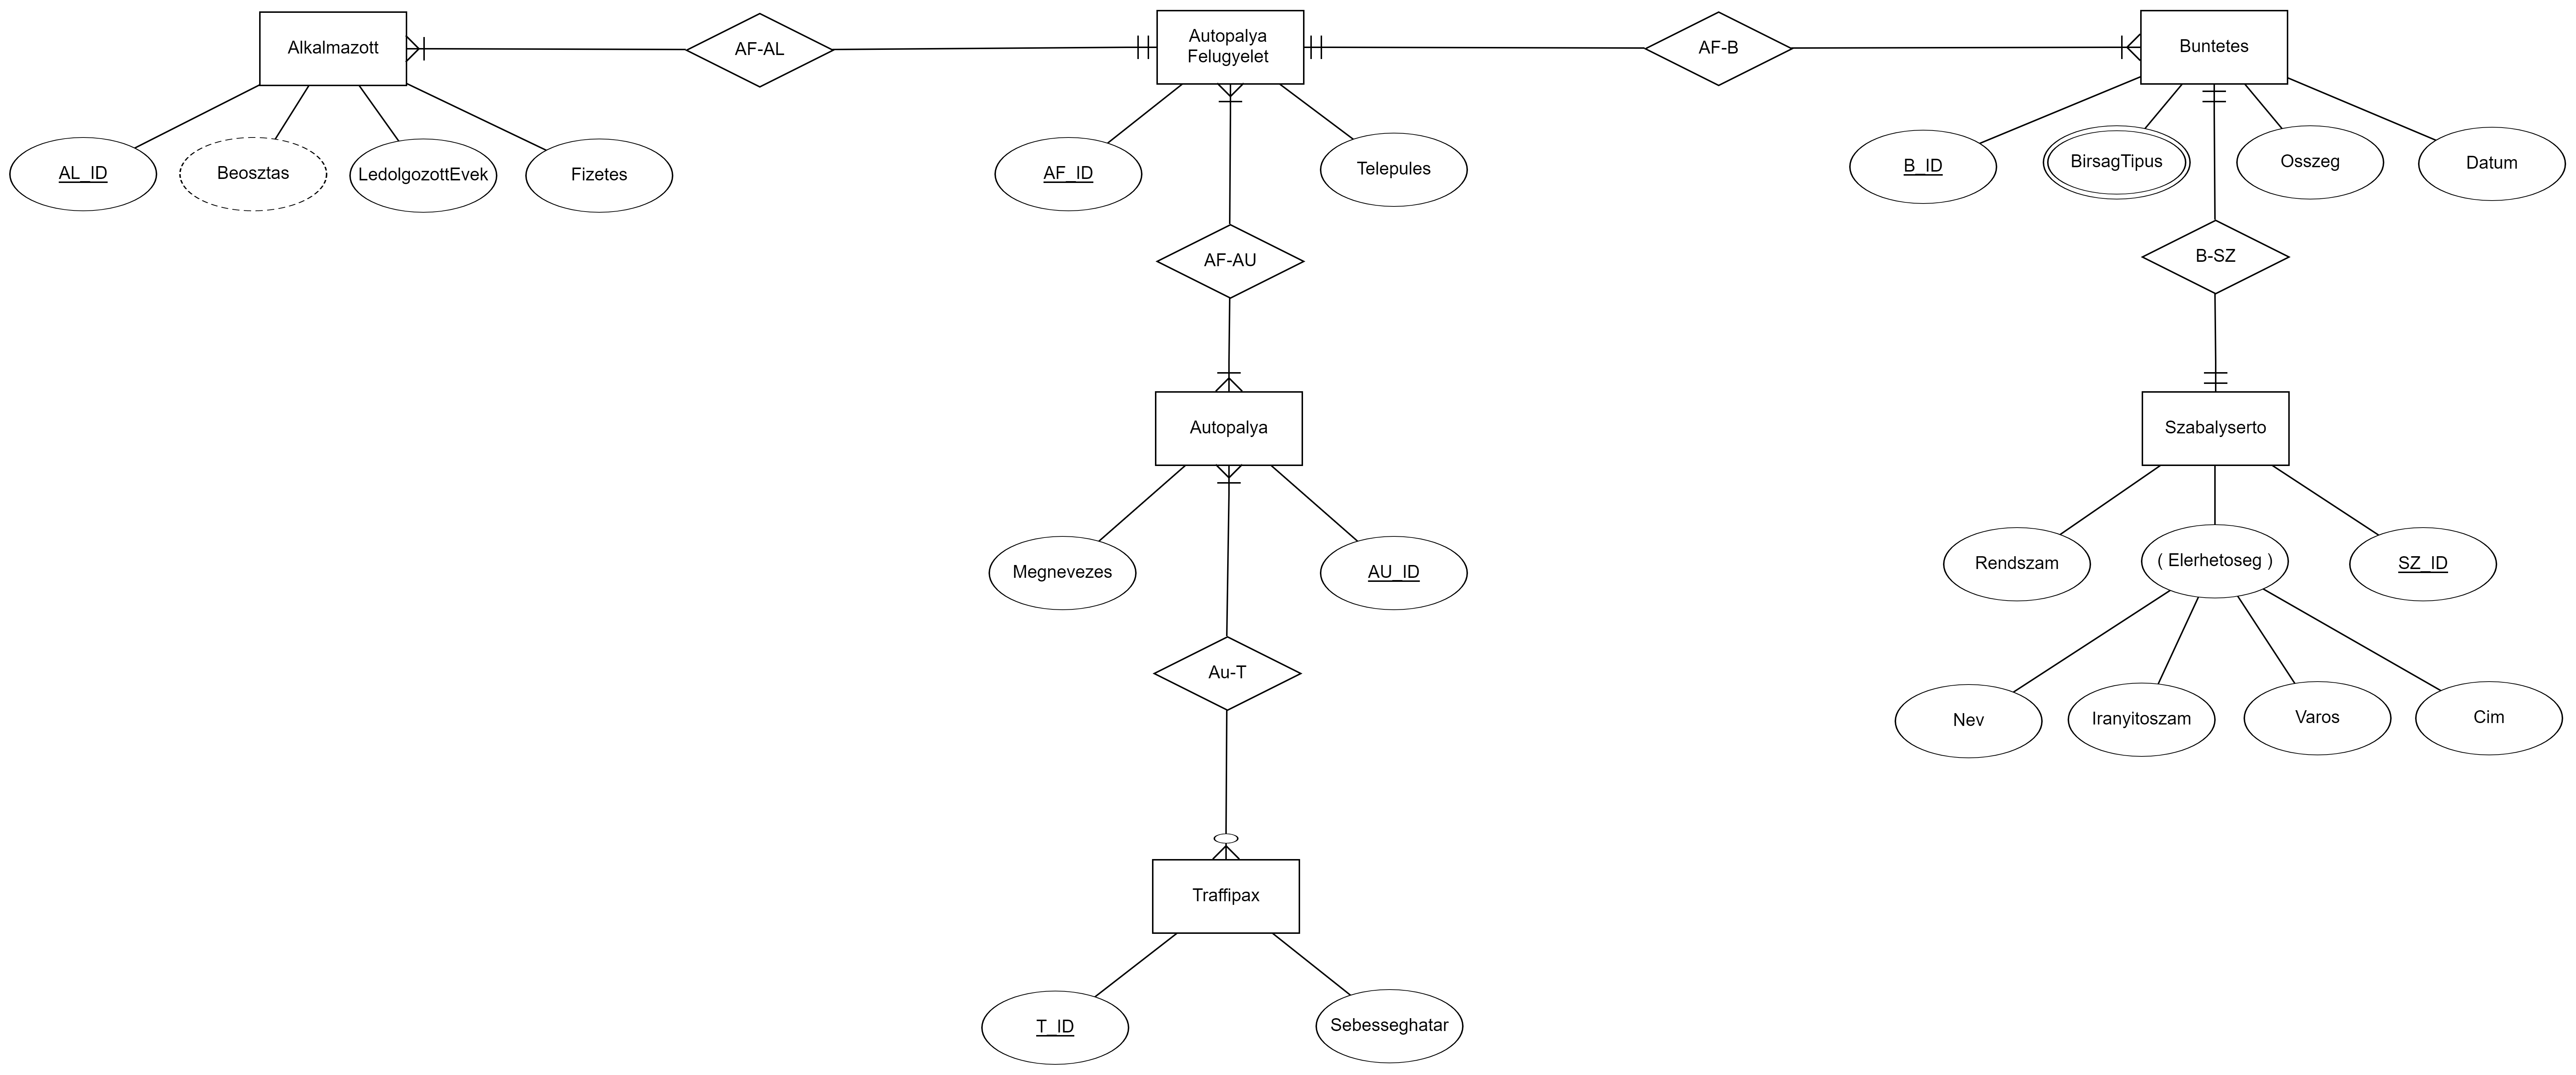 Alkalmazott
AF-AL
Autopalya
Felugyelet
AF-B
Buntetes
AL_ID
Beosztas
LedolgozottEvek
Fizetes
AF_ID
Telepules
B_ID
BirsagTipus
Osszeg
Datum
AF-AU
B-SZ
Autopalya
Szabalyserto
Megnevezes
AU_ID
Rendszam
( Elerhetoseg )
SZ_ID
Au-T
Nev
Iranyitoszam
Varos
Cim
Traffipax
T_ID
Sebesseghatar